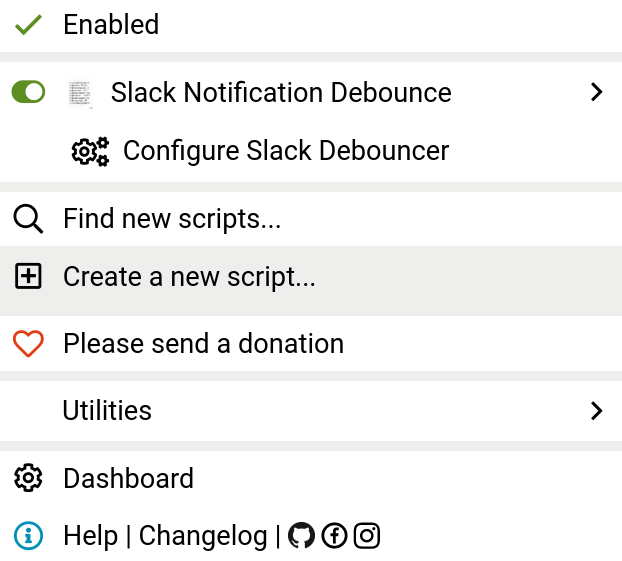 Enabled
Slack Notification Debounce
Configure Slack Debouncer
Find new scripts...
Create a new script...
Please send a donation
Utilities
Dashboard
Help | Changelog |